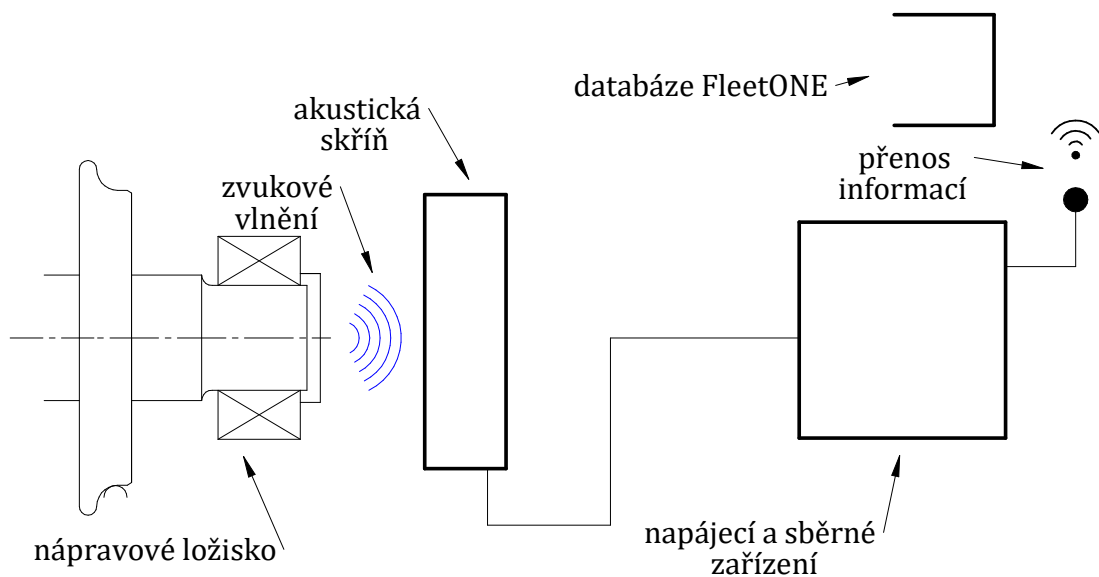 databáze FleetONE
akustická
skříň
přenos
informací
zvukové
vlnění
nápravové ložisko
napájecí a sběrné
zařízení